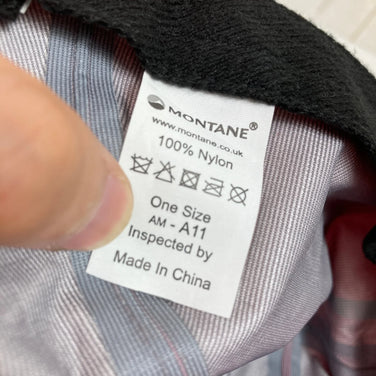 MONTANE®
www.montane.co.uk
100% Nylon
One Size
AM - A11
Inspected by
Made In China